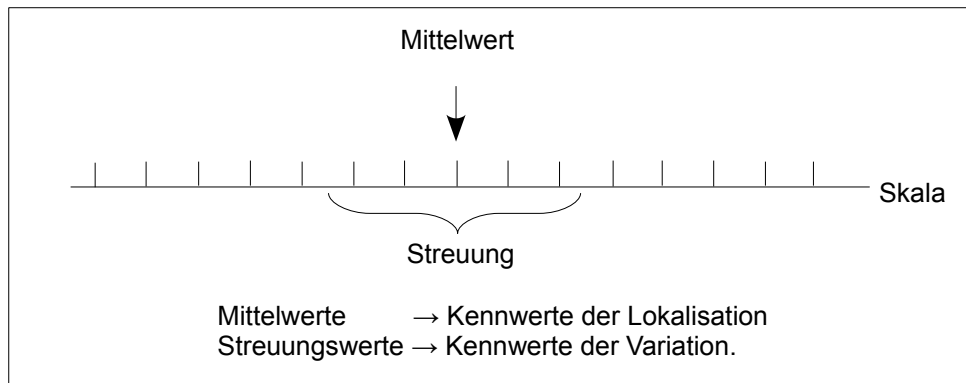 Mittelwert
Skala
Streuung
Mittelwerte → Kennwerte der Lokalisation
Streuungswerte → Kennwerte der Variation.